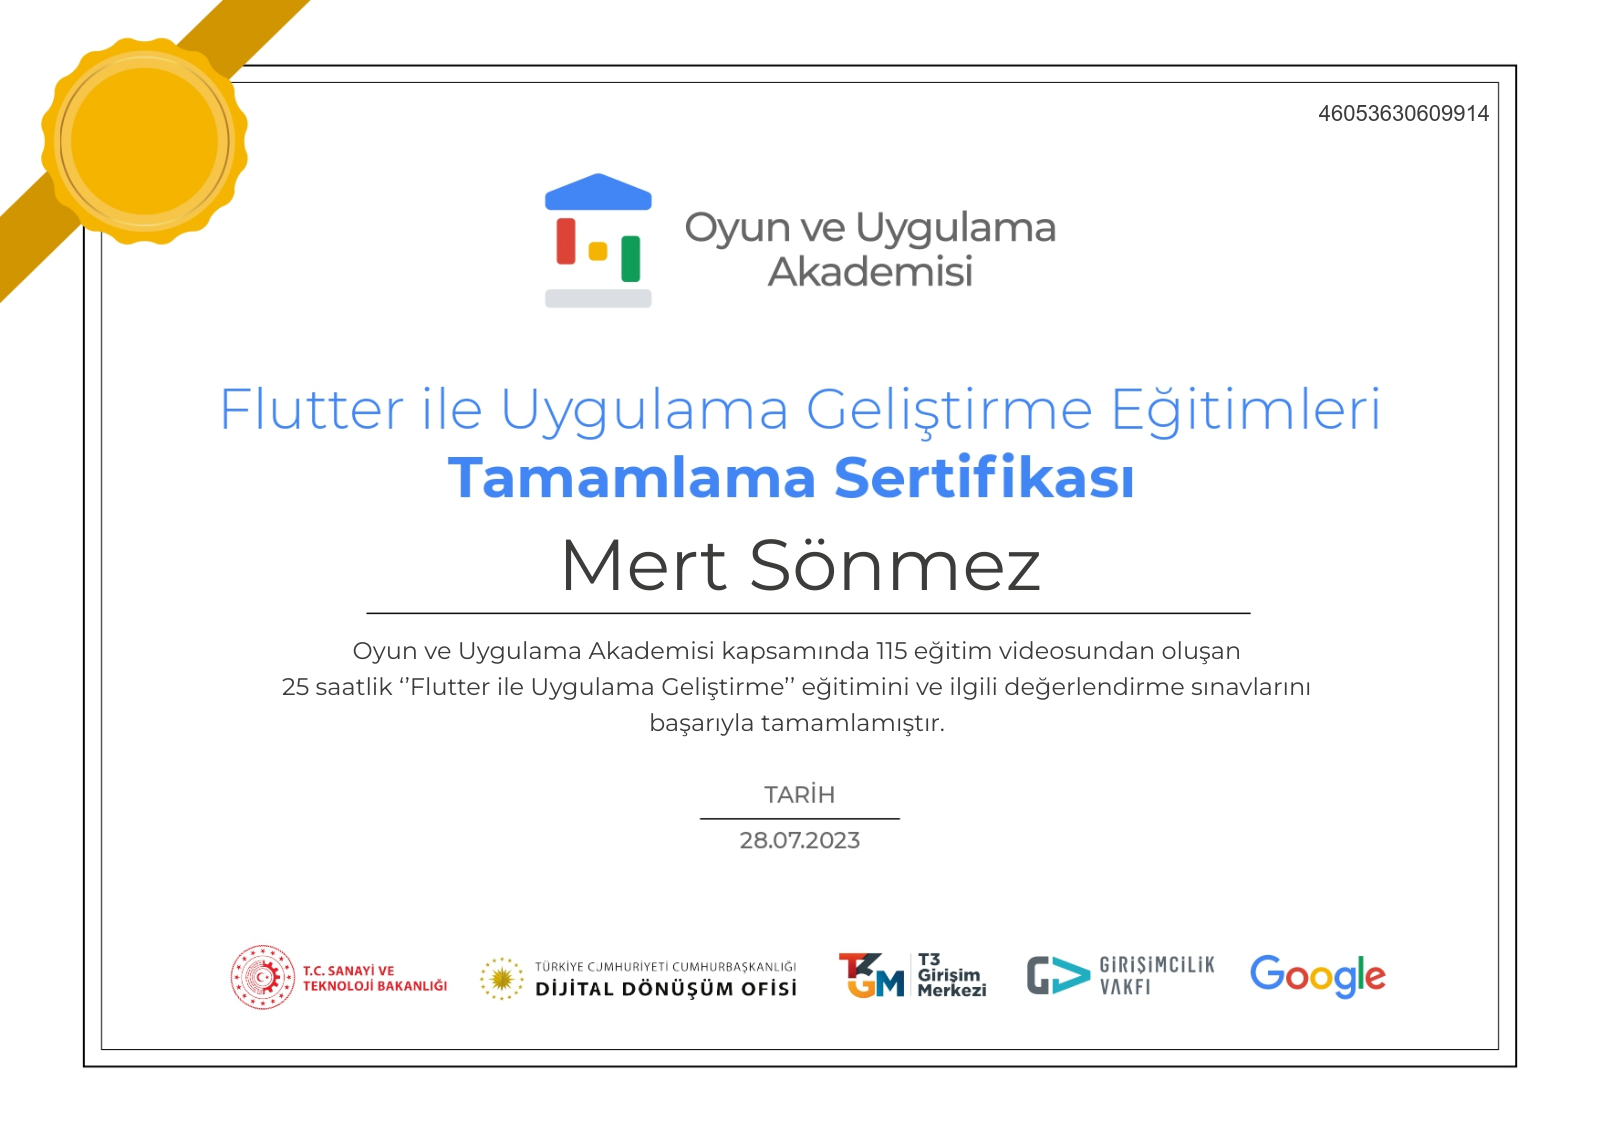 46053630609914
Oyun ve Uygulama
Akademisi
Flutter ile Uygulama Geliştirme Eğitimleri
Tamamlama Sertifikası
Mert Sönmez
Oyun ve Uygulama Akademisi kapsamında 115 eğitim videosundan oluşan
25 saatlik ‘’Flutter ile Uygulama Geliştirme’’ eğitimini ve ilgili değerlendirme sınavlarını
başarıyla tamamlamıştır.
TARİH
28.07.2023
T.C. SANAYİ VE
TEKNOLOJİ BAKANLIĞI
TÜRKİYE CUMHURİYETİ CUMHURBAŞKANLIĞI
DİJİTAL DÖNÜŞÜM OFİSİ
T3GM
T3
Girişim
Merkezi
GİRİŞİMCİLİK
VAKFI
Google